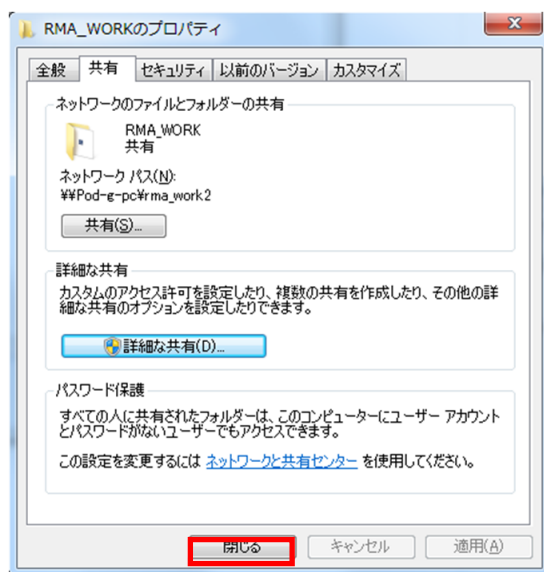 RMA_WORKのプロパティ
全般 共有 セキュリティ 以前のバージョン カスタマイズ
ネットワークのファイルとフォルダーの共有
RMA_WORK
共有
ネットワーク パス(N):
¥¥Pod-g-pc¥rma_work2
共有(S)...
詳細な共有
カスタムのアクセス許可を設定したり、複数の共有を作成したり、その他の詳
細な共有のオプションを設定したりできます。
詳細な共有(D)...
パスワード保護
すべての人に共有されたフォルダーは、このコンピューターにユーザー アカウント
とパスワードがないユーザーでもアクセスできます。
この設定を変更するには ネットワークと共有センター を使用してください。
閉じる キャンセル 適用(A)